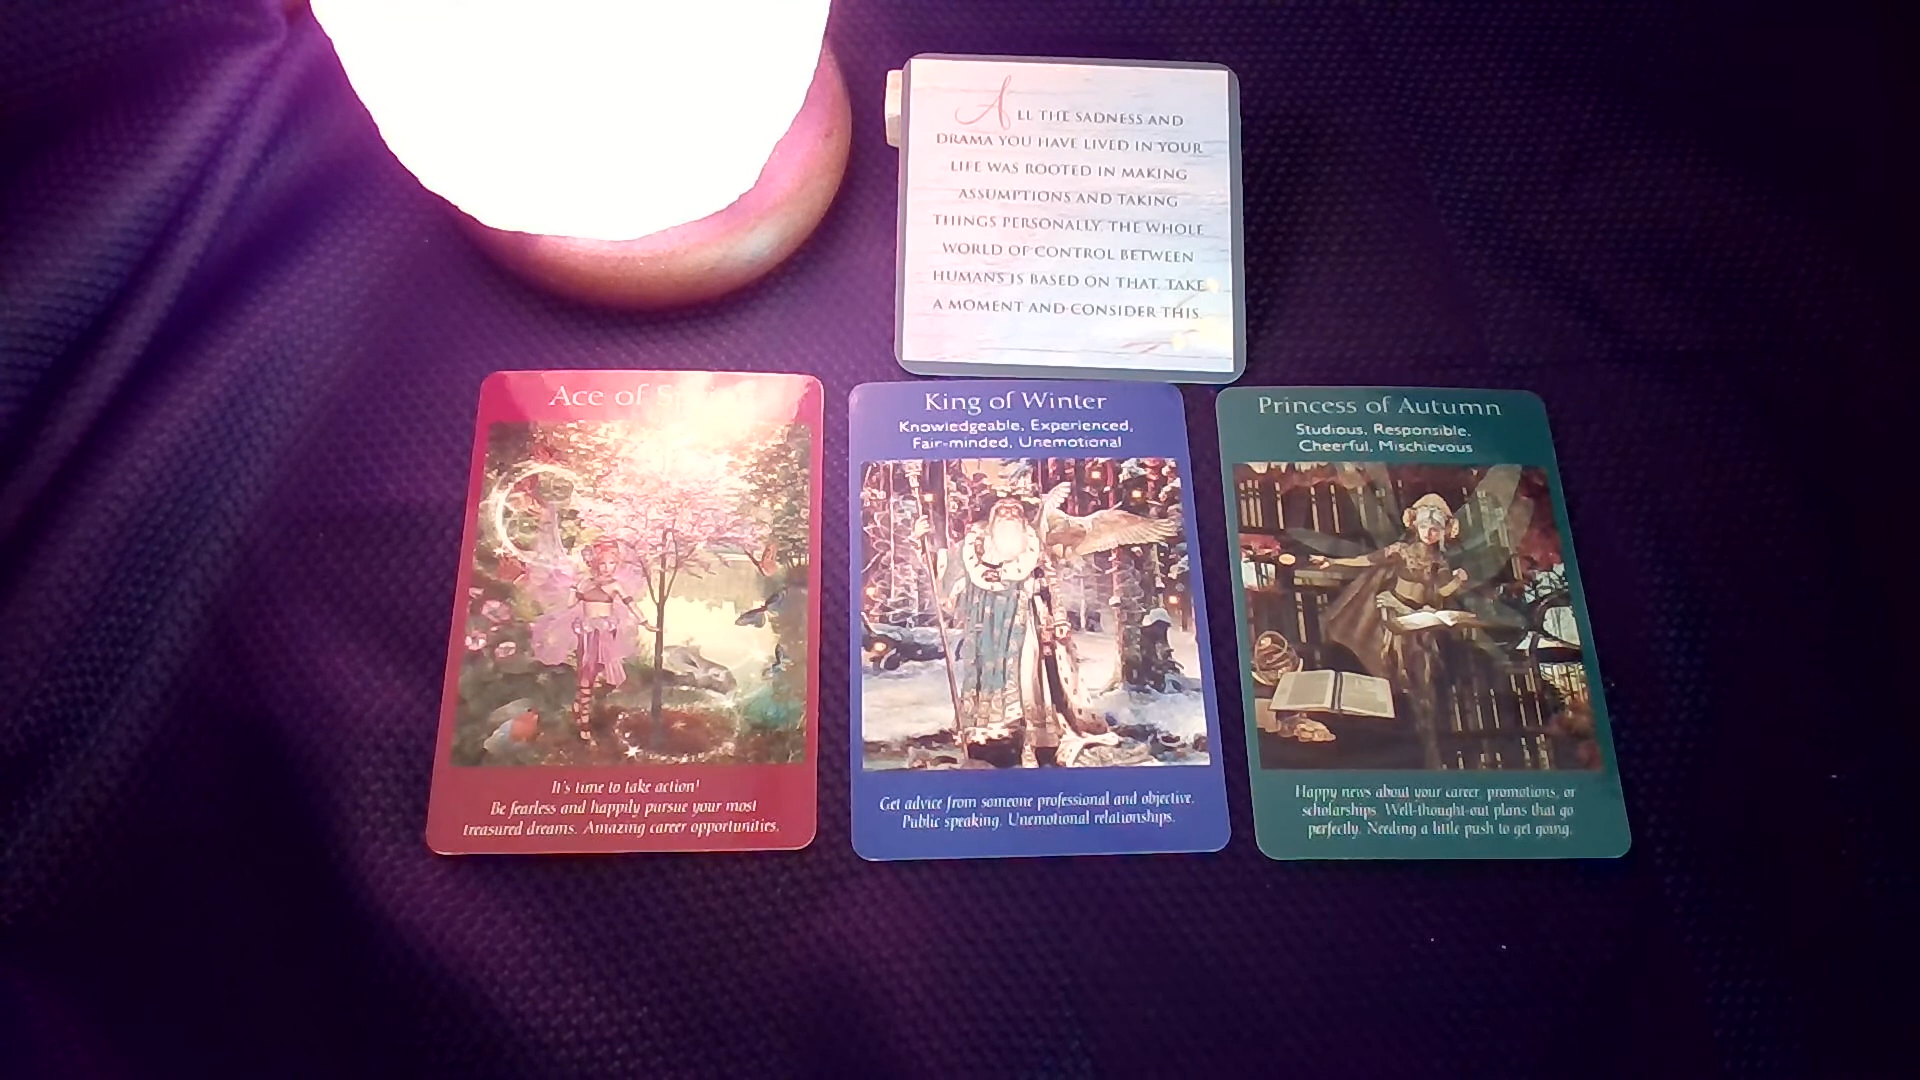 ALL THE SADNESS AND
DRAMA YOU HAVE LIVED IN YOUR
LIFE WAS ROOTED IN MAKING
ASSUMPTIONS AND TAKING
THINGS PERSONALLY. THE WHOLE
WORLD OF CONTROL BETWEEN
HUMANS IS BASED ON THAT. TAKE
A MOMENT AND CONSIDER THIS.
Ace of
It's time to take action!
Be fearless and happily pursue your most
treasured dreams. Amazing career opportunities.
King of Winter
Knowledgeable, Experienced,
Fair-minded, Unemotional
Get advice from someone professional and objective.
Public speaking. Unemotional relationships.
Princess of Autumn
Studious, Responsible,
Cheerful, Mischievous
Happy news about your career, promotions, or
scholarships. Well-thought-out plans that go
perfectly. Needing a little push to get going.